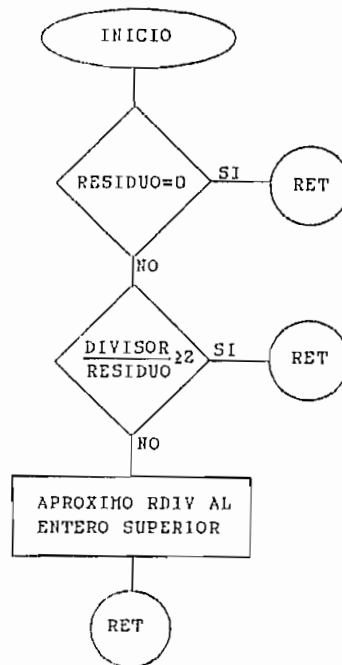 INICIO
RESIDUO=0
SI
RET
NO
DIVISOR
RESIDUO
≥2
SI
RET
NO
APROXIMO RDIV AL
ENTERO SUPERIOR
RET